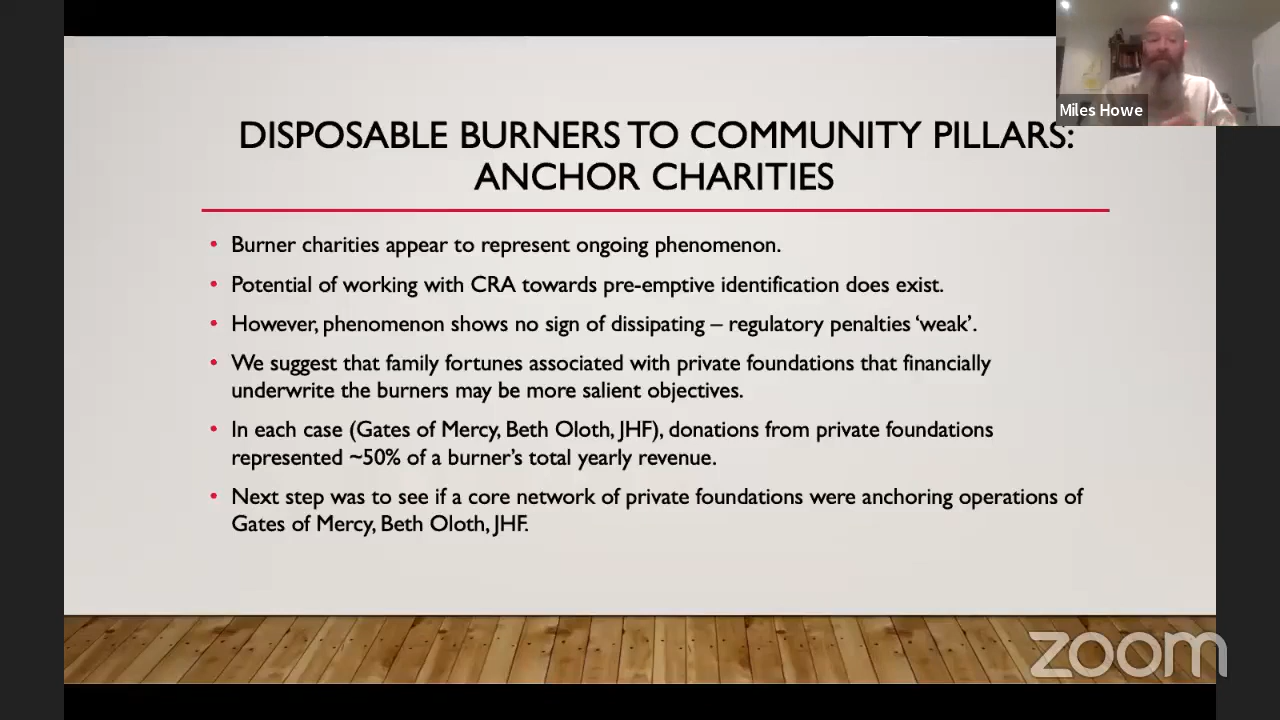 Miles Howe
DISPOSABLE BURNERS TO COMMUNITY PILLARS:
ANCHOR CHARITIES
• Burner charities appear to represent ongoing phenomenon.
• Potential of working with CRA towards pre-emptive identification does exist.
• However, phenomenon shows no sign of dissipating – regulatory penalties ‘weak’.
• We suggest that family fortunes associated with private foundations that financially
underwrite the burners may be more salient objectives.
• In each case (Gates of Mercy, Beth Oloth, JHF), donations from private foundations
represented ~50% of a burner’s total yearly revenue.
• Next step was to see if a core network of private foundations were anchoring operations of
Gates of Mercy, Beth Oloth, JHF.
zoom